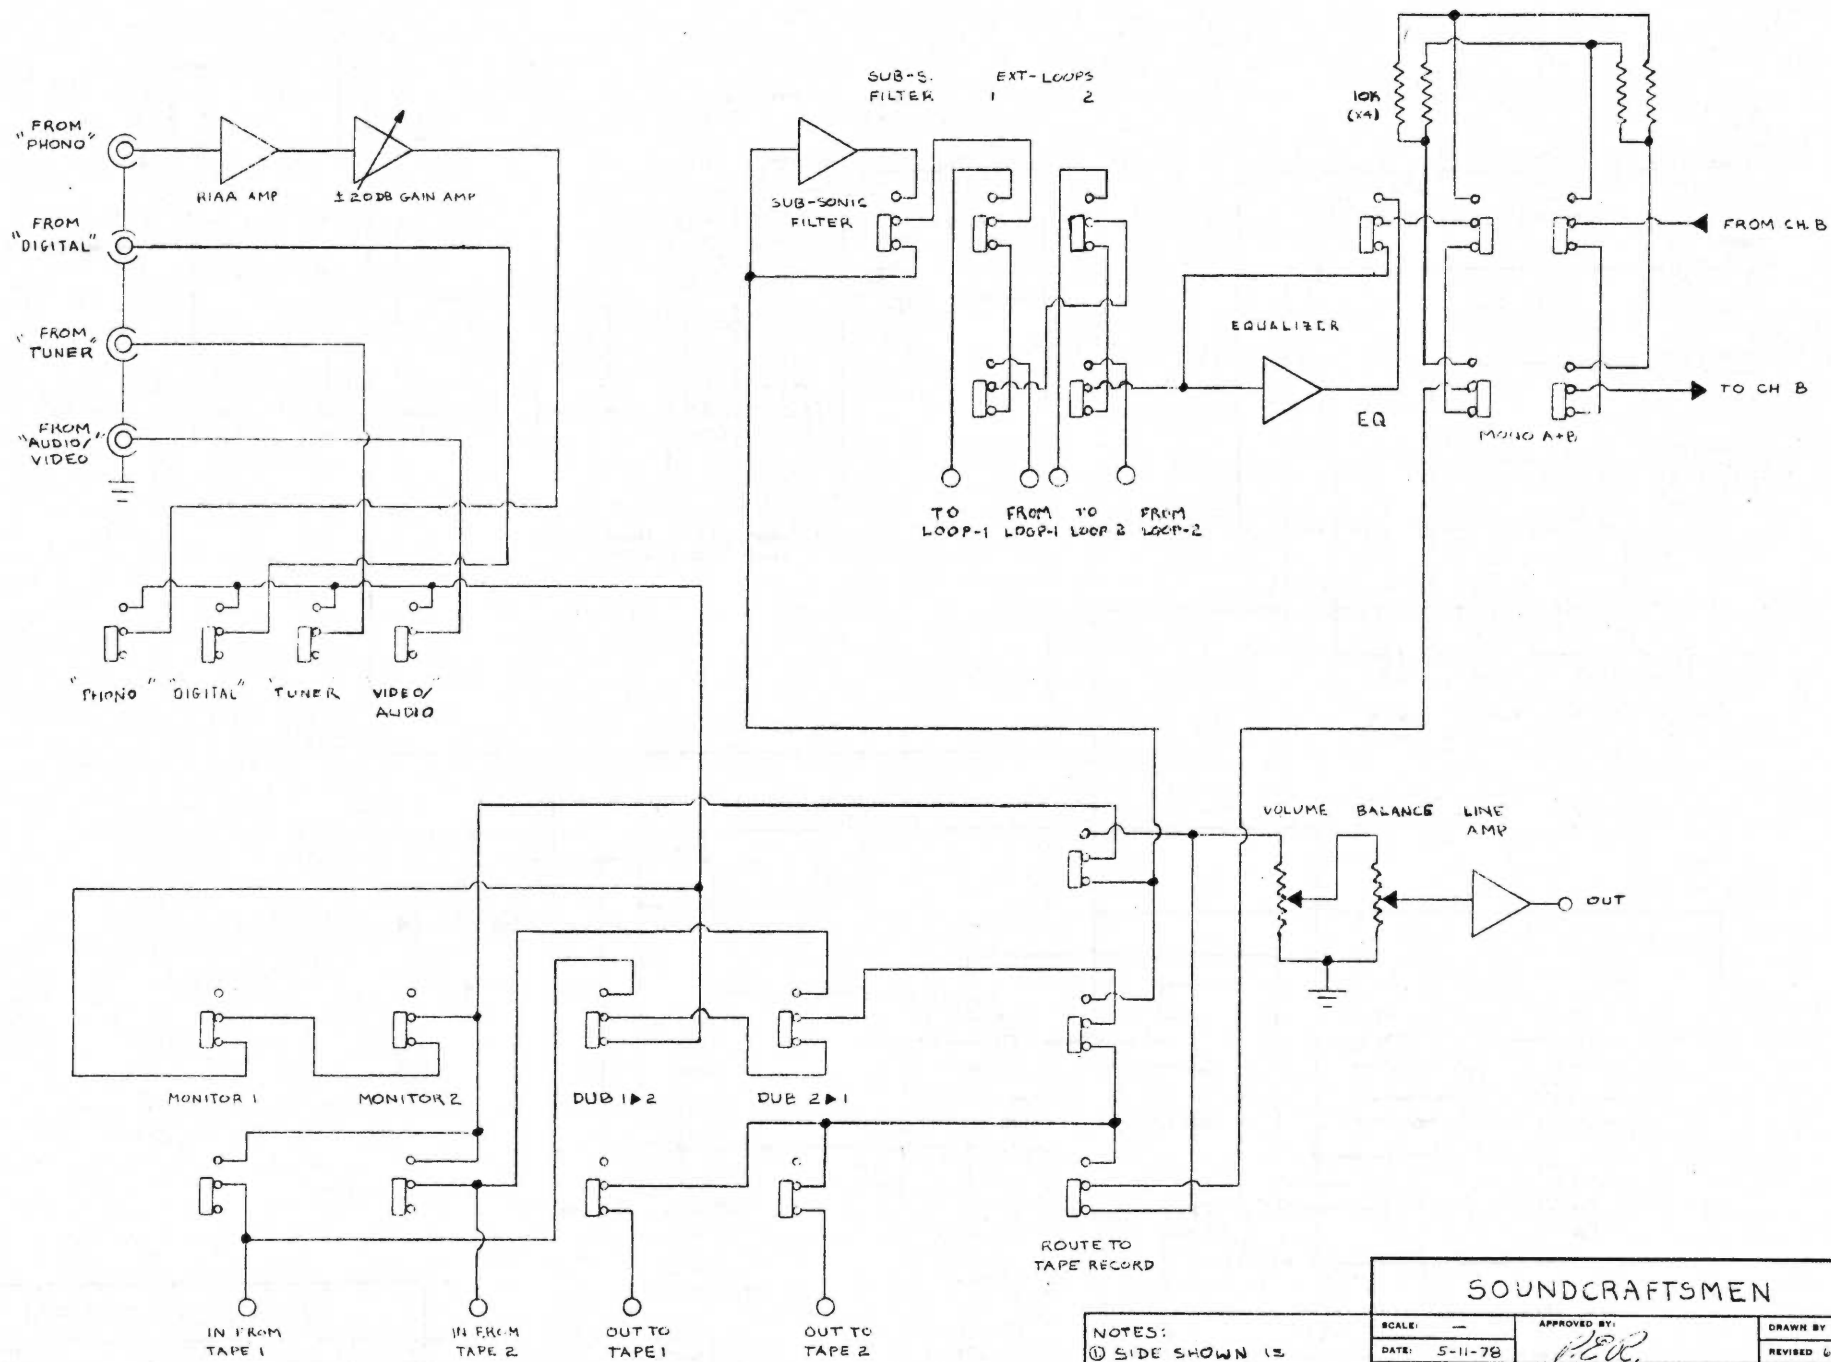 "FROM
PHONO"
RIAA AMP
±20DB GAIN AMP
FROM
"DIGITAL"
"FROM"
TUNER
FROM
"AUDIO/"
VIDEO
"PHONO"
"DIGITAL"
"TUNER
VIDEO/
AUDIO
SUB-S.
FILTER
EXT-LOOPS
1
2
SUB-SONIC
FILTER
TO
LOOP-1
FROM
LOOP-1
TO
LOOP 2
FROM
LOOP-2
EQUALIZER
EQ
10K
(X4)
FROM CH. B
TO CH B
MONO A+B
VOLUME
BALANCE
LINE
AMP
OUT
MONITOR 1
MONITOR 2
DUB 1▶2
DUB 2▶1
ROUTE TO
TAPE RECORD
IN FROM
TAPE 1
IN FROM
TAPE 2
OUT TO
TAPE 1
OUT TO
TAPE 2
NOTES:
① SIDE SHOWN IS
SOUNDCRAFTSMEN
SCALE: —
APPROVED BY:
DRAWN BY
DATE: 5-11-78
REVISED